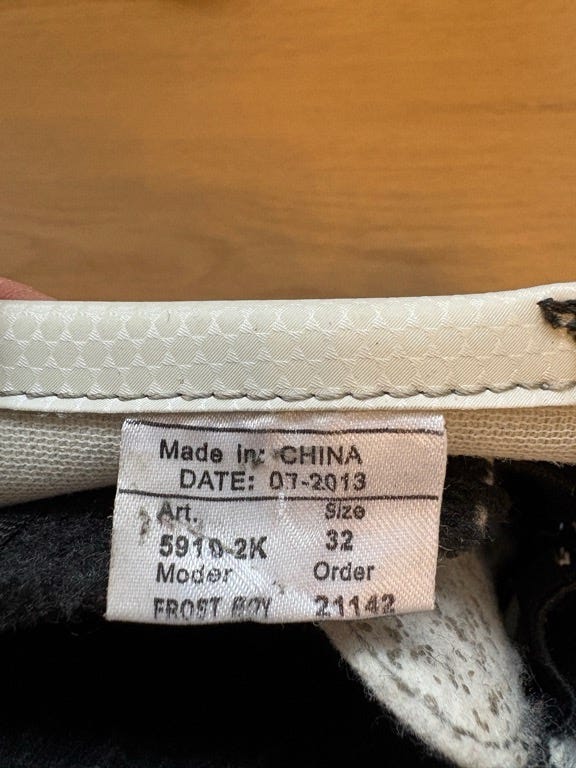 Made in: CHINA
DATE: 07-2013
Art. Size
5910-2K 32
Moder Order
FROST BOY 21142